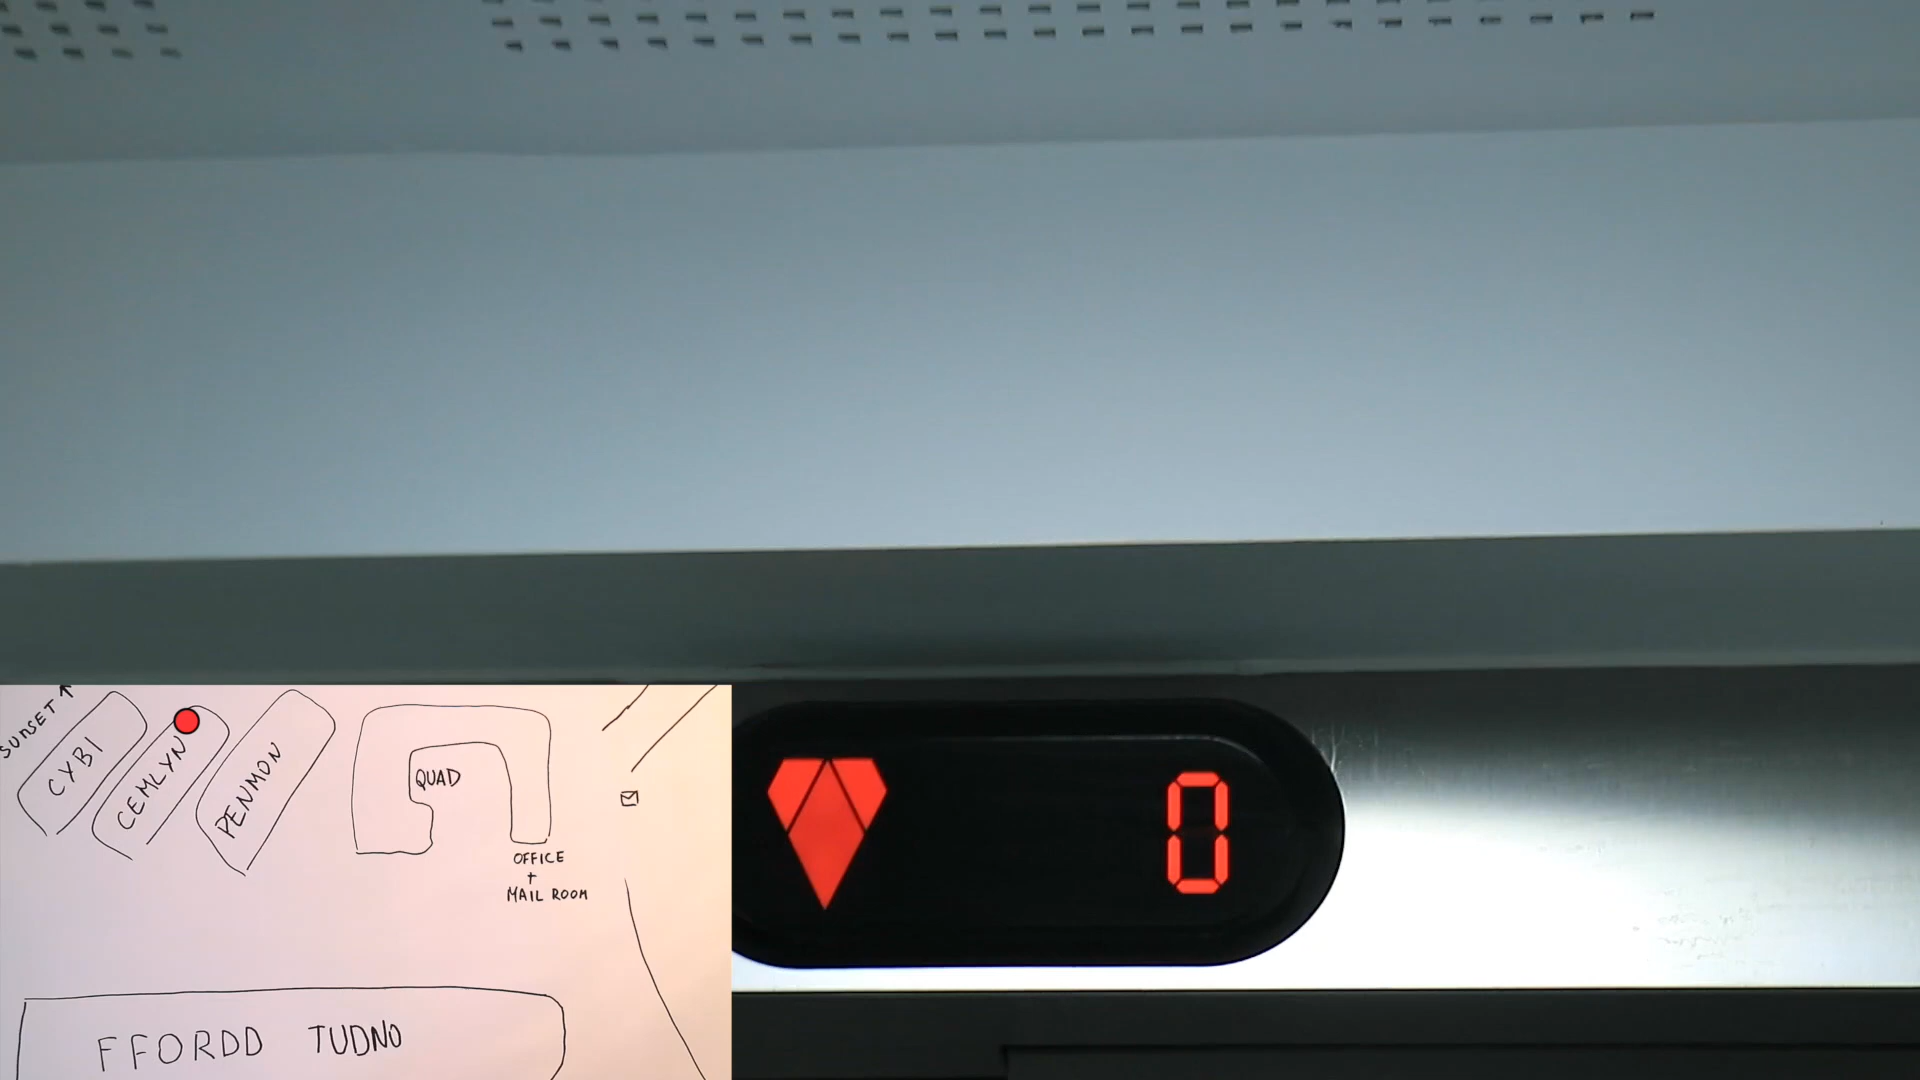 0
SUNSET
CYBI
CEMLYN
PENMON
QUAD
OFFICE
+
MAIL ROOM
FFORDD TUDNO